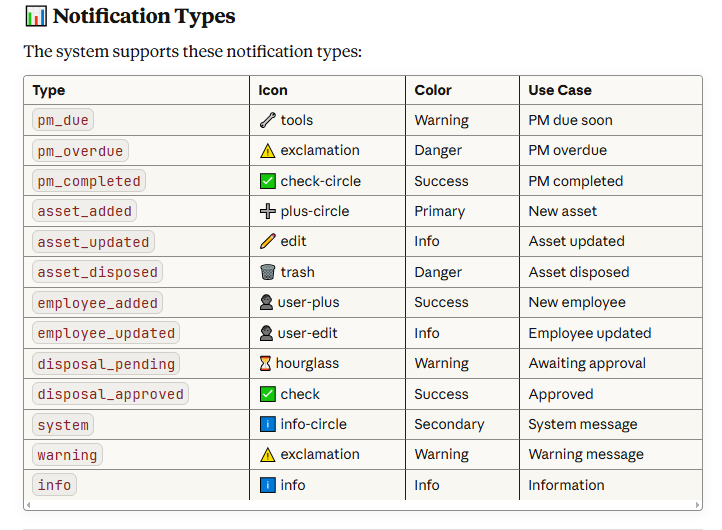 Notification Types
The system supports these notification types:
Type Icon Color Use Case
pm_due tools Warning PM due soon
pm_overdue exclamation Danger PM overdue
pm_completed check-circle Success PM completed
asset_added plus-circle Primary New asset
asset_updated edit Info Asset updated
asset_disposed trash Danger Asset disposed
employee_added user-plus Success New employee
employee_updated user-edit Info Employee updated
disposal_pending hourglass Warning Awaiting approval
disposal_approved check Success Approved
system info-circle Secondary System message
warning exclamation Warning Warning message
info info Info Information